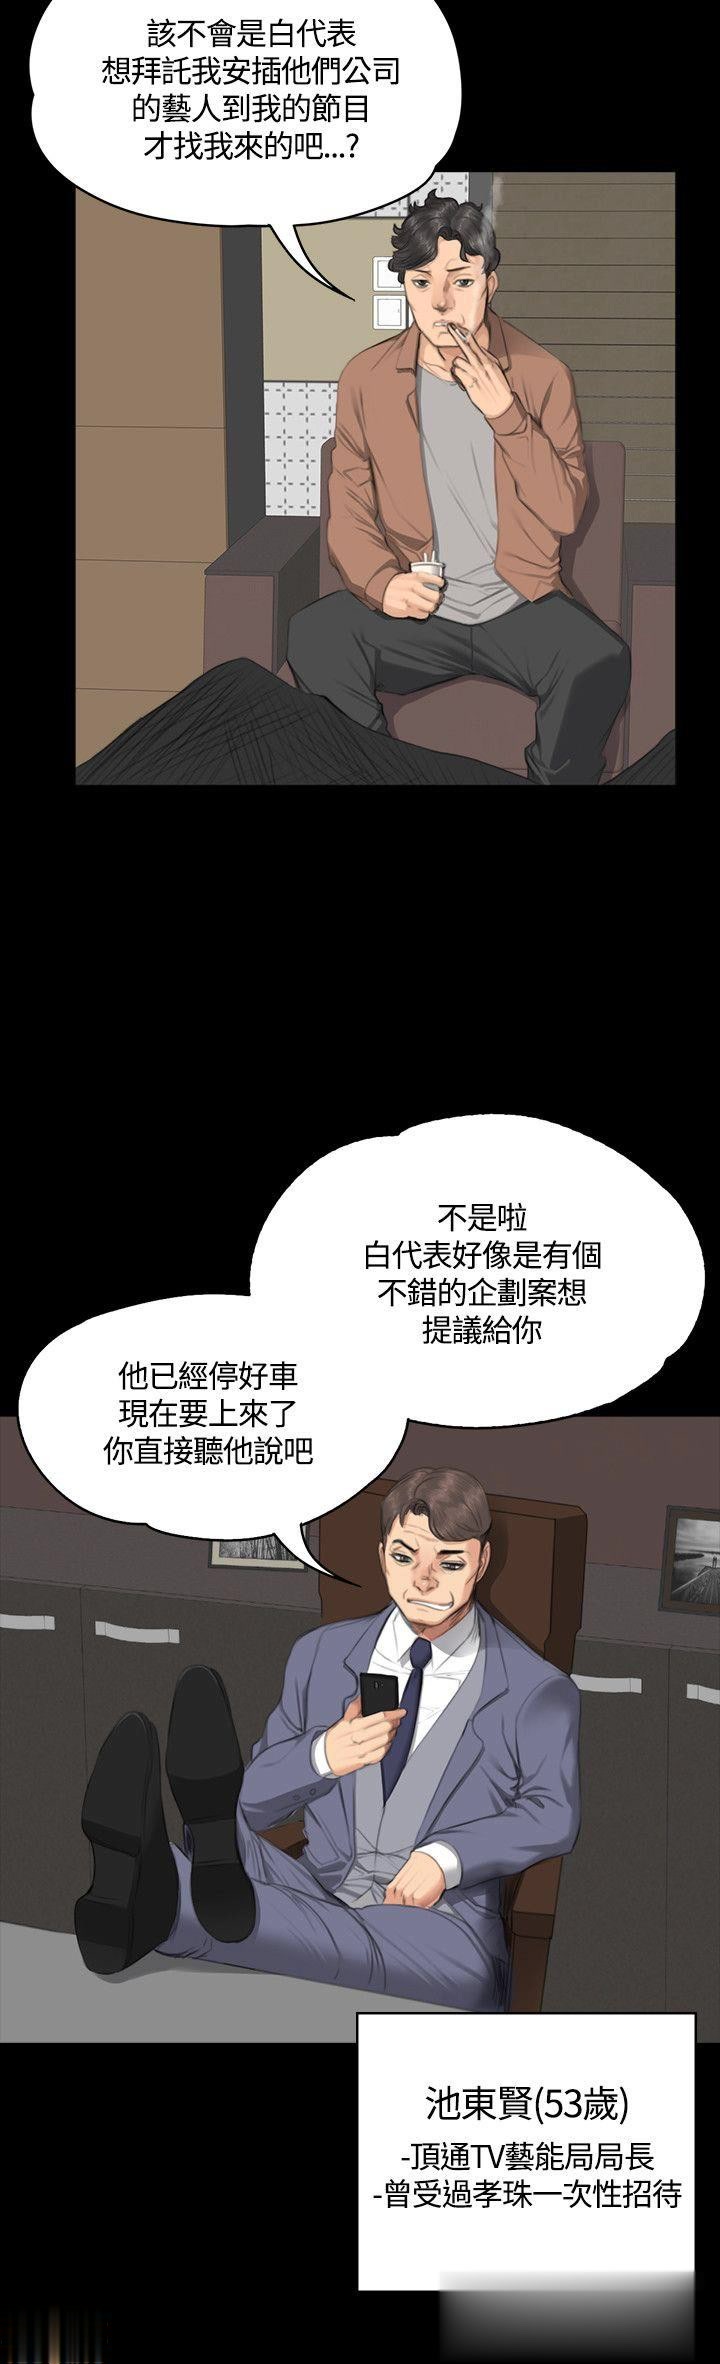 該不會是白代表
想拜託我安插他們公司
的藝人到我的節目
才找我來的吧...?
不是啦
白代表好像是有個
不錯的企劃案想
提議給你
他已經停好車
現在要上來了
你直接聽他說吧
池東賢(53歲)
-頂通TV藝能局局長
-曾受過孝珠一次性招待